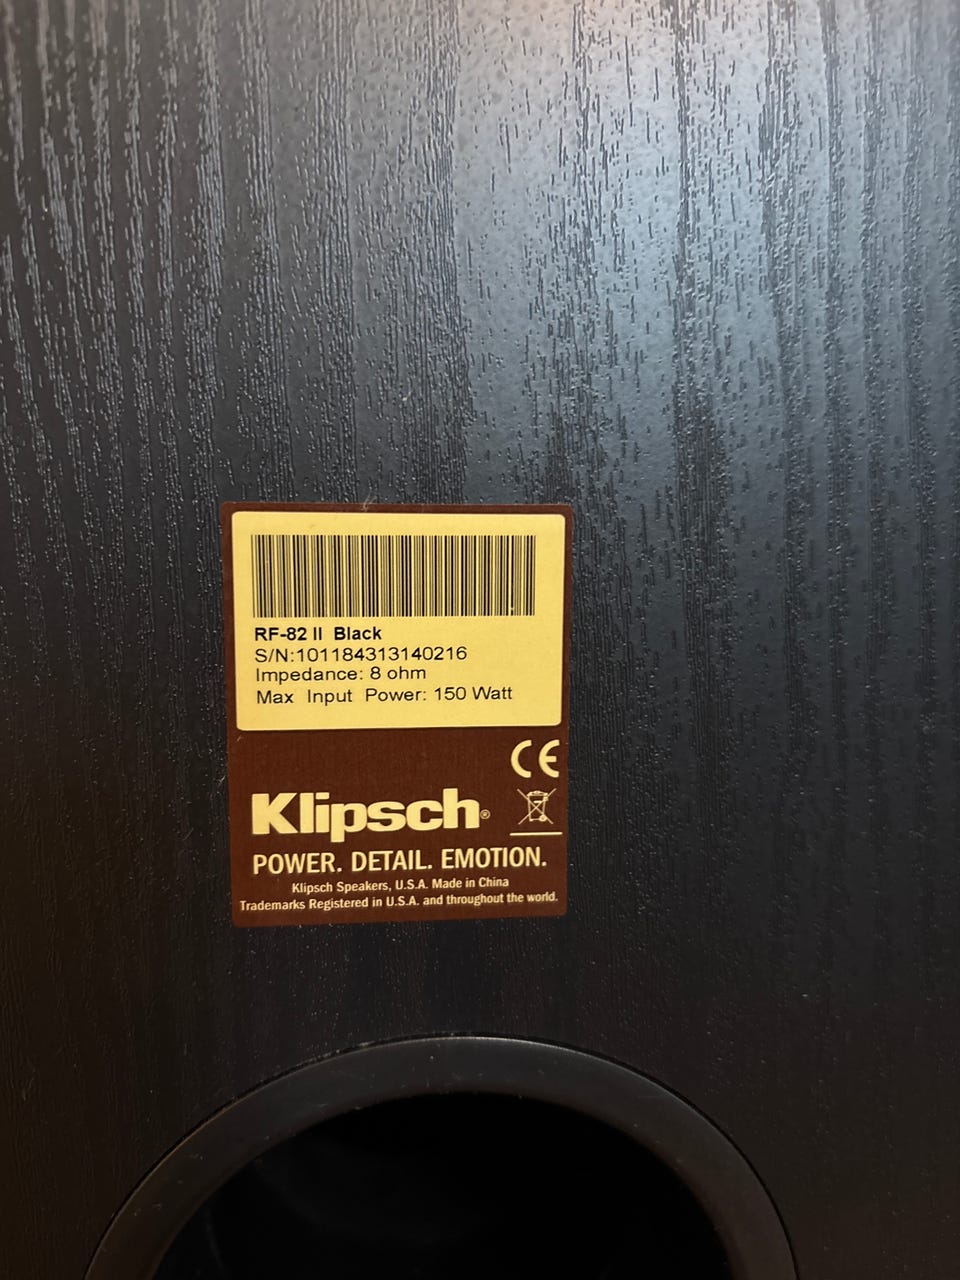 RF-82 II Black
S/N:101184313140216
Impedance: 8 ohm
Max Input Power: 150 Watt
CE
Klipsch®
POWER. DETAIL. EMOTION.
Klipsch Speakers, U.S.A. Made in China
Trademarks Registered in U.S.A. and throughout the world.